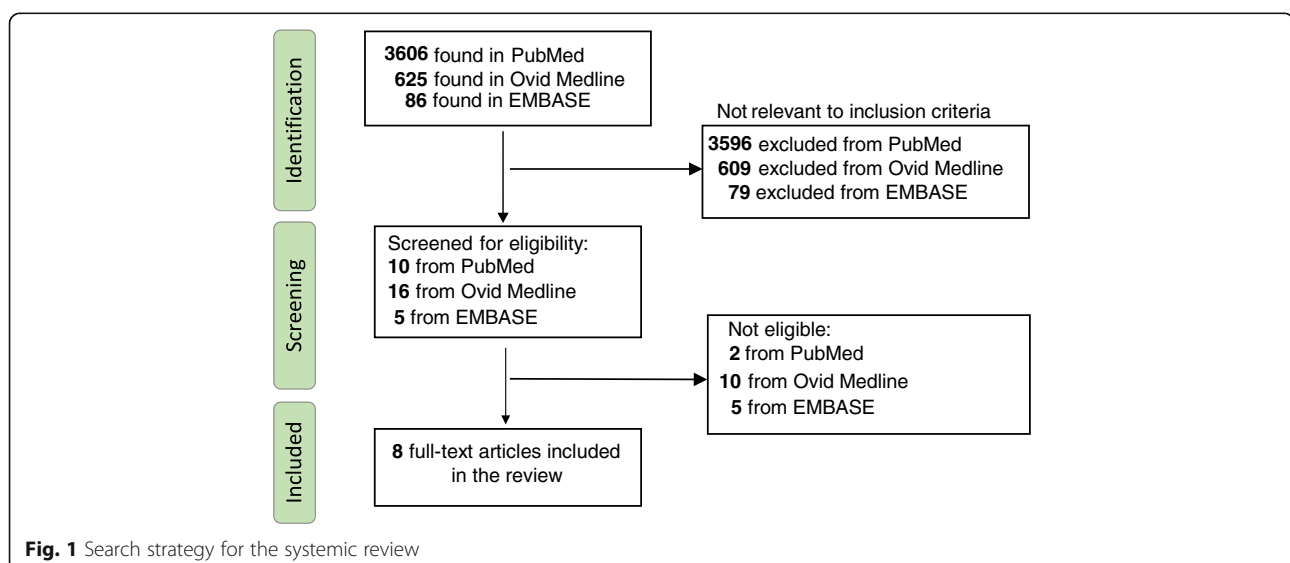 Identification
3606 found in PubMed
625 found in Ovid Medline
86 found in EMBASE
Not relevant to inclusion criteria
3596 excluded from PubMed
609 excluded from Ovid Medline
79 excluded from EMBASE
Screening
Screened for eligibility:
10 from PubMed
16 from Ovid Medline
5 from EMBASE
Not eligible:
2 from PubMed
10 from Ovid Medline
5 from EMBASE
Included
8 full-text articles included
in the review
Fig. 1 Search strategy for the systemic review